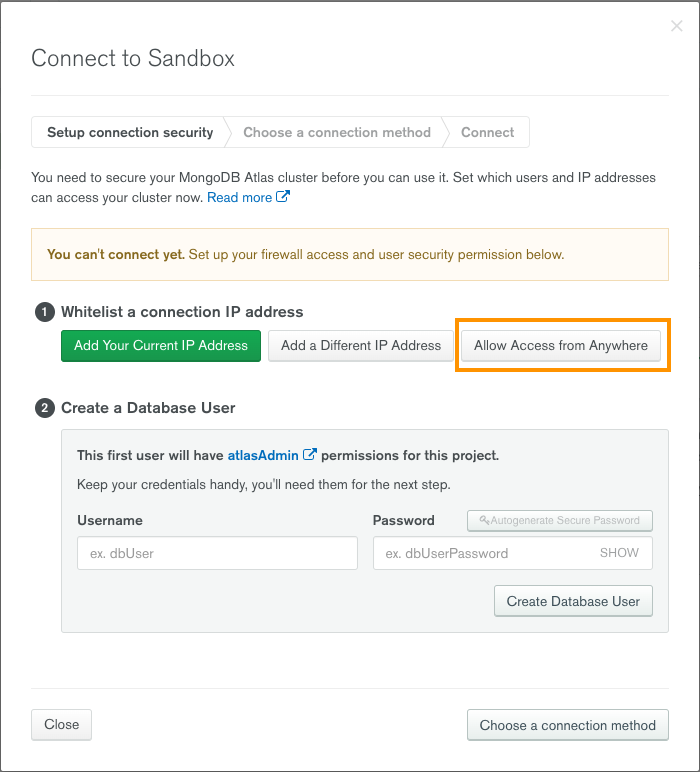 Connect to Sandbox
Setup connection security
Choose a connection method
Connect
You need to secure your MongoDB Atlas cluster before you can use it. Set which users and IP addresses
can access your cluster now. Read more
You can't connect yet. Set up your firewall access and user security permission below.
1 Whitelist a connection IP address
Add Your Current IP Address
Add a Different IP Address
Allow Access from Anywhere
2 Create a Database User
This first user will have atlasAdmin permissions for this project.
Keep your credentials handy, you'll need them for the next step.
Username
Password
Autogenerate Secure Password
ex. dbUser
ex. dbUserPassword
SHOW
Create Database User
Close
Choose a connection method